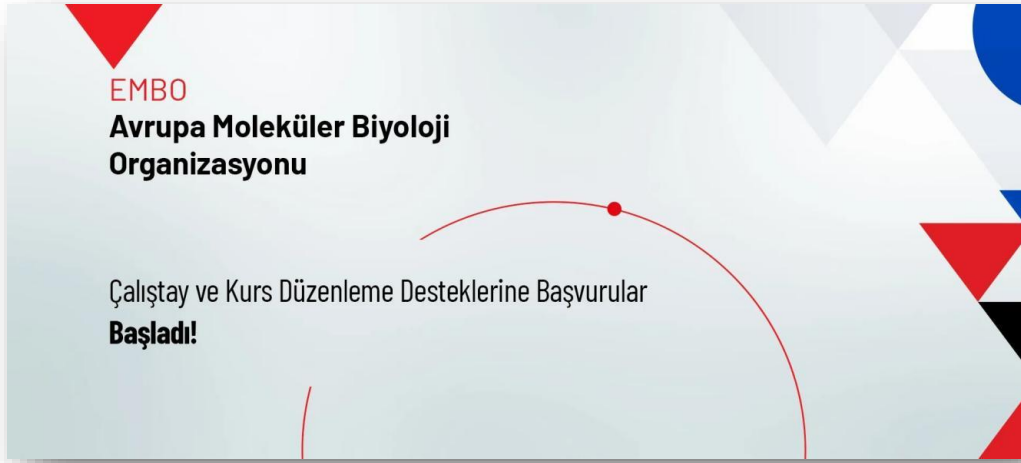 EMBO
Avrupa Moleküler Biyoloji
Organizasyonu
Çalıştay ve Kurs Düzenleme Desteklerine Başvurular
Başladı!